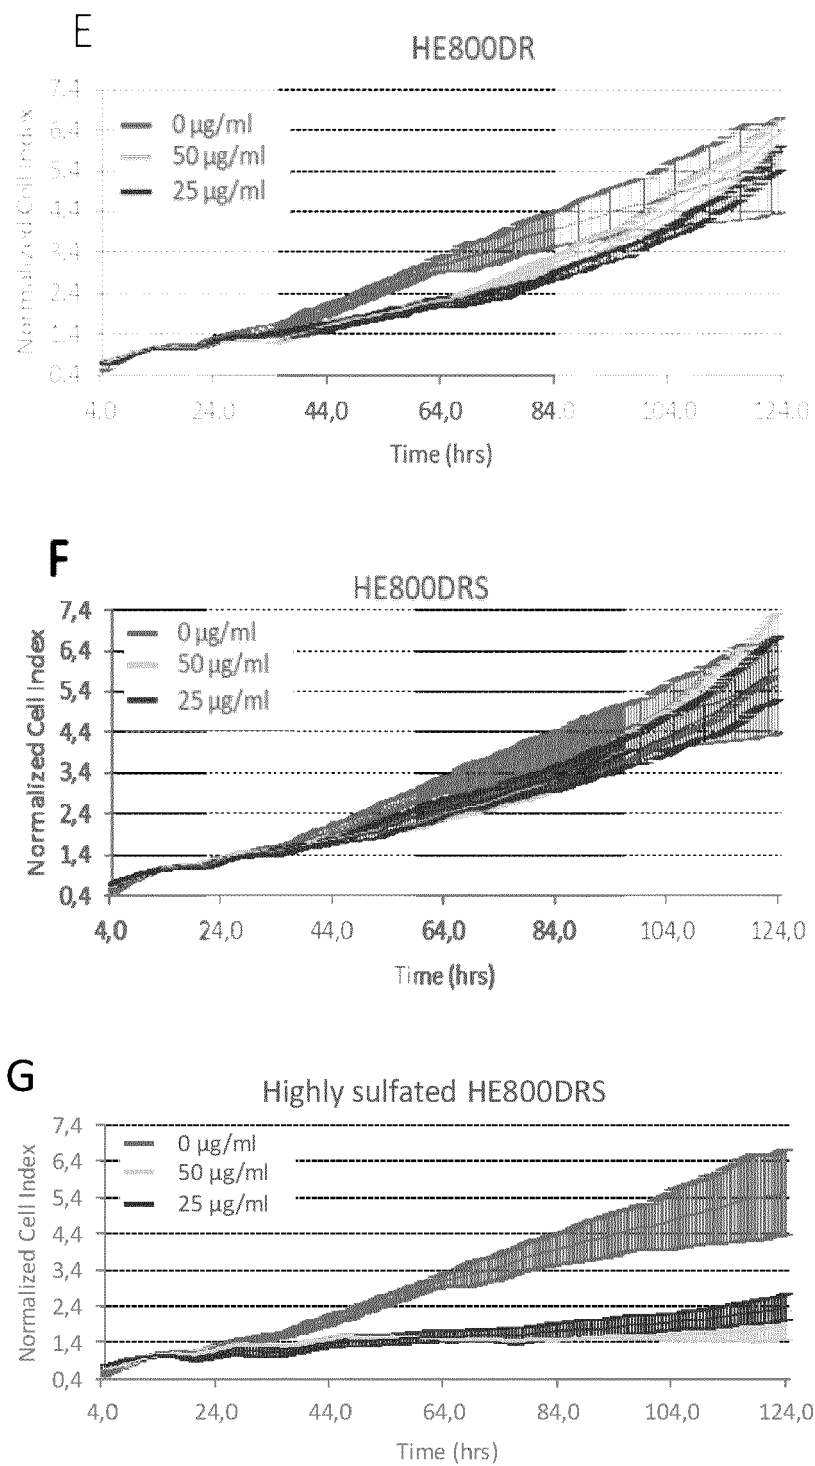 E
HE800DR
Normalized Cell Index
7,4
6,4
5,4
4,4
3,4
2,4
1,4
0,4
0 µg/ml
50 µg/ml
25 µg/ml
4,0 24,0 44,0 64,0 84,0 104,0 124,0
Time (hrs)
F
HE800DRS
Normalized Cell Index
7,4
6,4
5,4
4,4
3,4
2,4
1,4
0,4
0 µg/ml
50 µg/ml
25 µg/ml
4,0 24,0 44,0 64,0 84,0 104,0 124,0
Time (hrs)
G
Highly sulfated HE800DRS
Normalized Cell Index
7,4
6,4
5,4
4,4
3,4
2,4
1,4
0,4
0 µg/ml
50 µg/ml
25 µg/ml
4,0 24,0 44,0 64,0 84,0 104,0 124,0
Time (hrs)